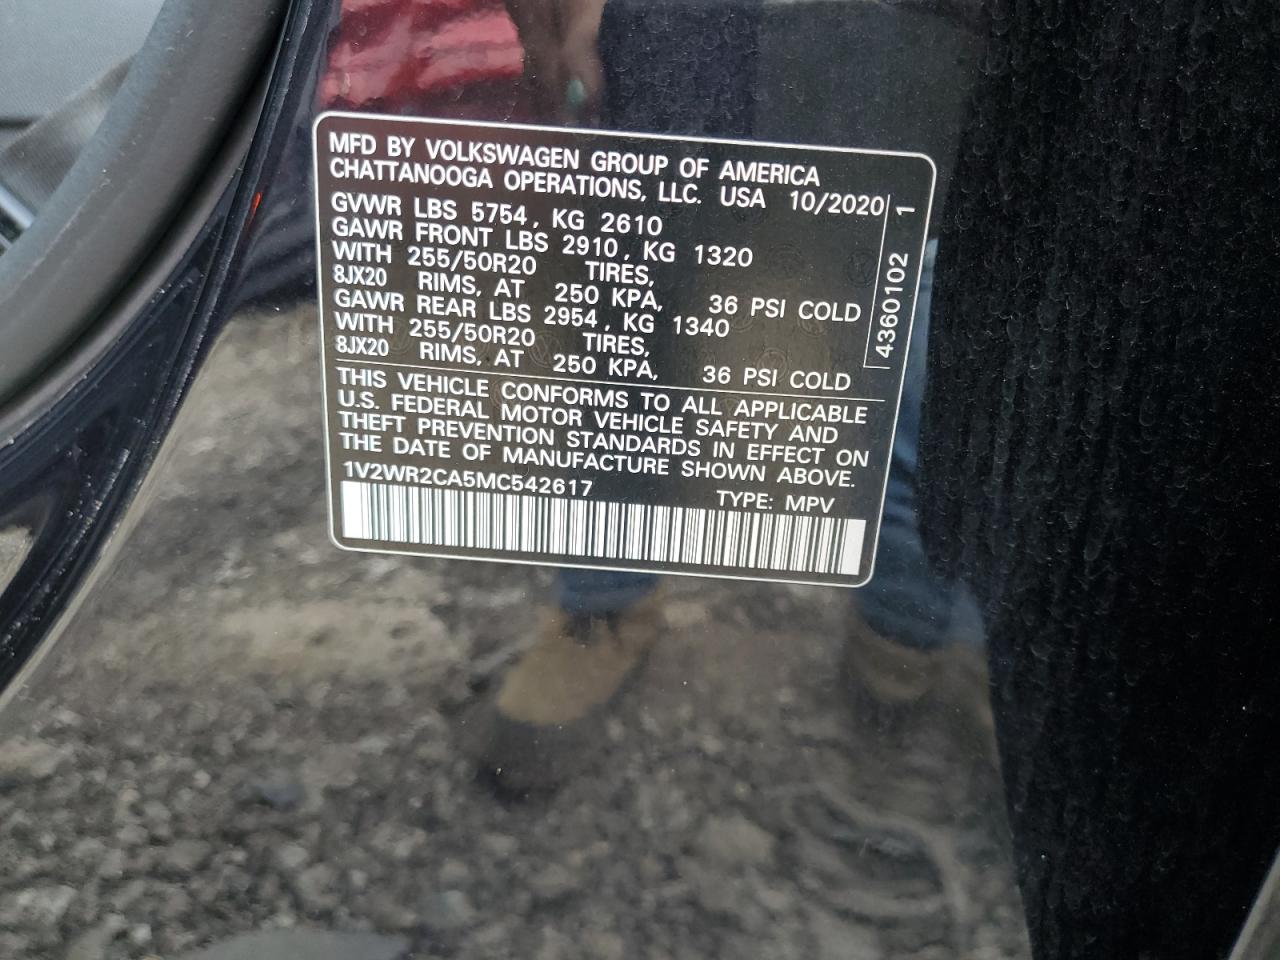 MFD BY VOLKSWAGEN GROUP OF AMERICA
CHATTANOOGA OPERATIONS, LLC. USA 10/2020
GVWR LBS 5754, KG 2610
GAWR FRONT LBS 2910, KG 1320
WITH 255/50R20 TIRES,
8JX20 RIMS, AT 250 KPA, 36 PSI COLD
GAWR REAR LBS 2954, KG 1340
WITH 255/50R20 TIRES,
8JX20 RIMS, AT 250 KPA, 36 PSI COLD
4360102 1
THIS VEHICLE CONFORMS TO ALL APPLICABLE
U.S. FEDERAL MOTOR VEHICLE SAFETY AND
THEFT PREVENTION STANDARDS IN EFFECT ON
THE DATE OF MANUFACTURE SHOWN ABOVE.
1V2WR2CA5MC542617 TYPE: MPV